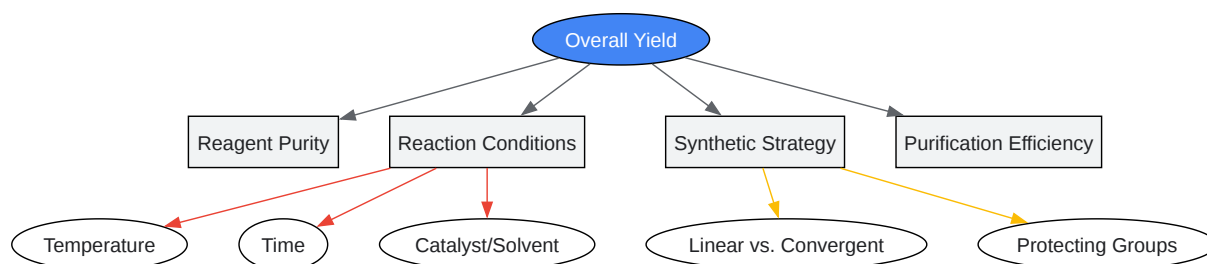 Overall Yield
Reagent Purity
Reaction Conditions
Synthetic Strategy
Purification Efficiency
Temperature
Time
Catalyst/Solvent
Linear vs. Convergent
Protecting Groups